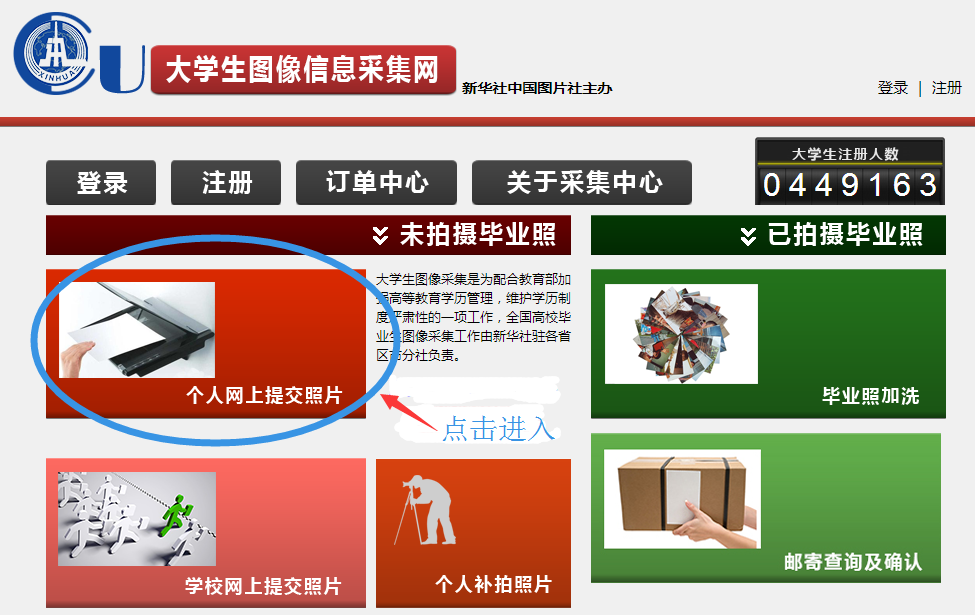 XINHUA
CU
大学生图像信息采集网
新华社中国图片社主办
登录 | 注册
大学生注册人数
0449163
登录
注册
订单中心
关于采集中心
未拍摄毕业照
已拍摄毕业照
大学生图像采集是为配合教育部加
强高等教育学历管理，维护学历制
度严肃性的一项工作，全国高校毕
业生图像采集工作由新华社驻各省
区市分社负责。
个人网上提交照片
点击进入
毕业照加洗
学校网上提交照片
个人补拍照片
邮寄查询及确认